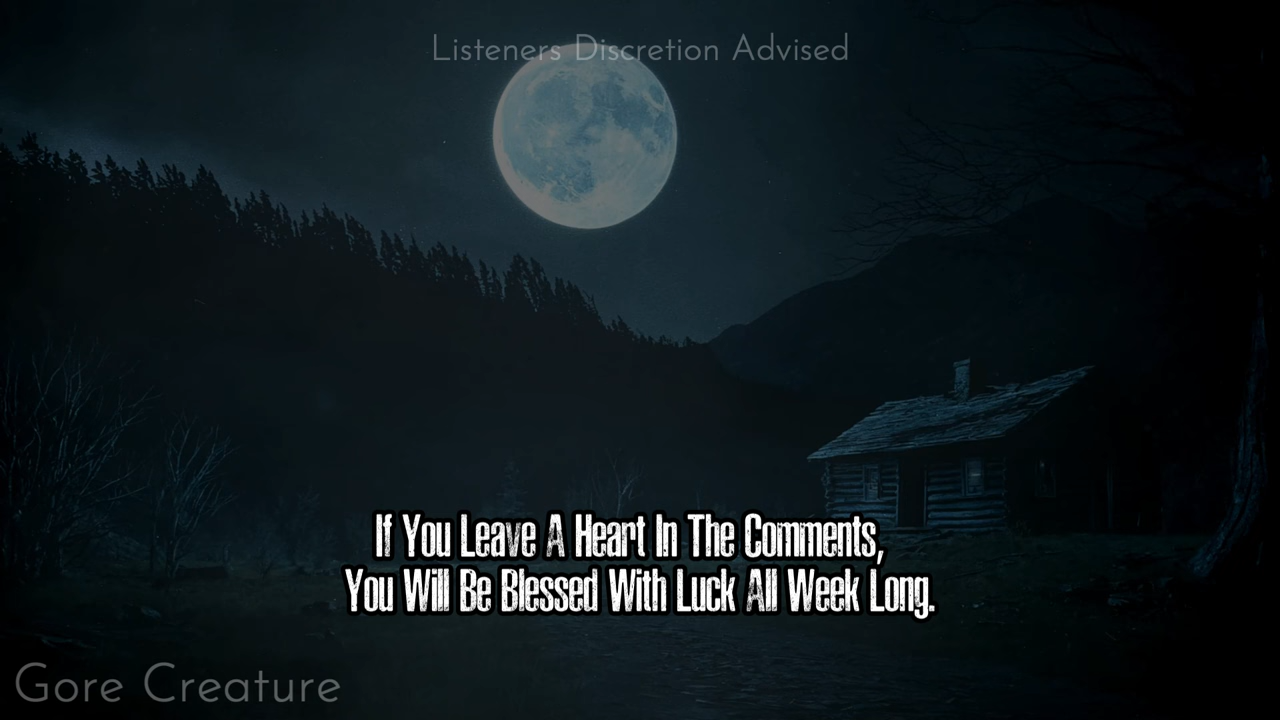 Listeners Discretion Advised
If You Leave A Heart In The Comments,
You Will Be Blessed With Luck All Week Long.
Gore Creature